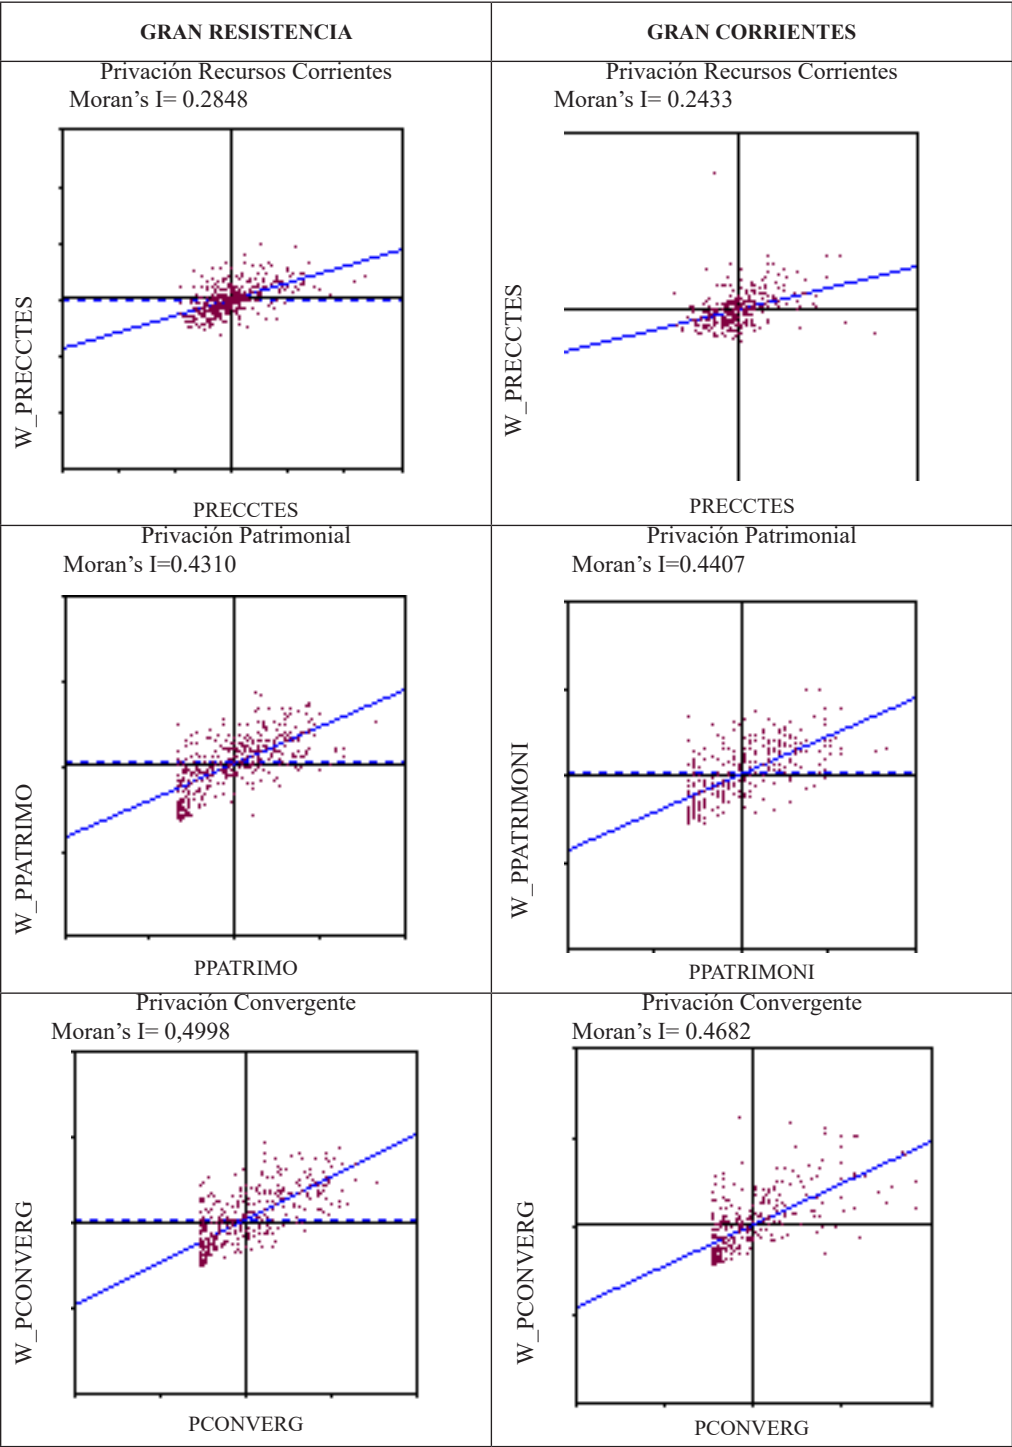 GRAN RESISTENCIA
GRAN CORRIENTES
Privación Recursos Corrientes
Moran’s I= 0.2848
W_PRECCTES
PRECCTES
Privación Recursos Corrientes
Moran’s I= 0.2433
W_PRECCTES
PRECCTES
Privación Patrimonial
Moran’s I=0.4310
W_PPATRIMO
PPATRIMO
Privación Patrimonial
Moran’s I=0.4407
W_PPATRIMONI
PPATRIMONI
Privación Convergente
Moran’s I= 0,4998
W_PCONVERG
PCONVERG
Privación Convergente
Moran’s I= 0.4682
W_PCONVERG
PCONVERG